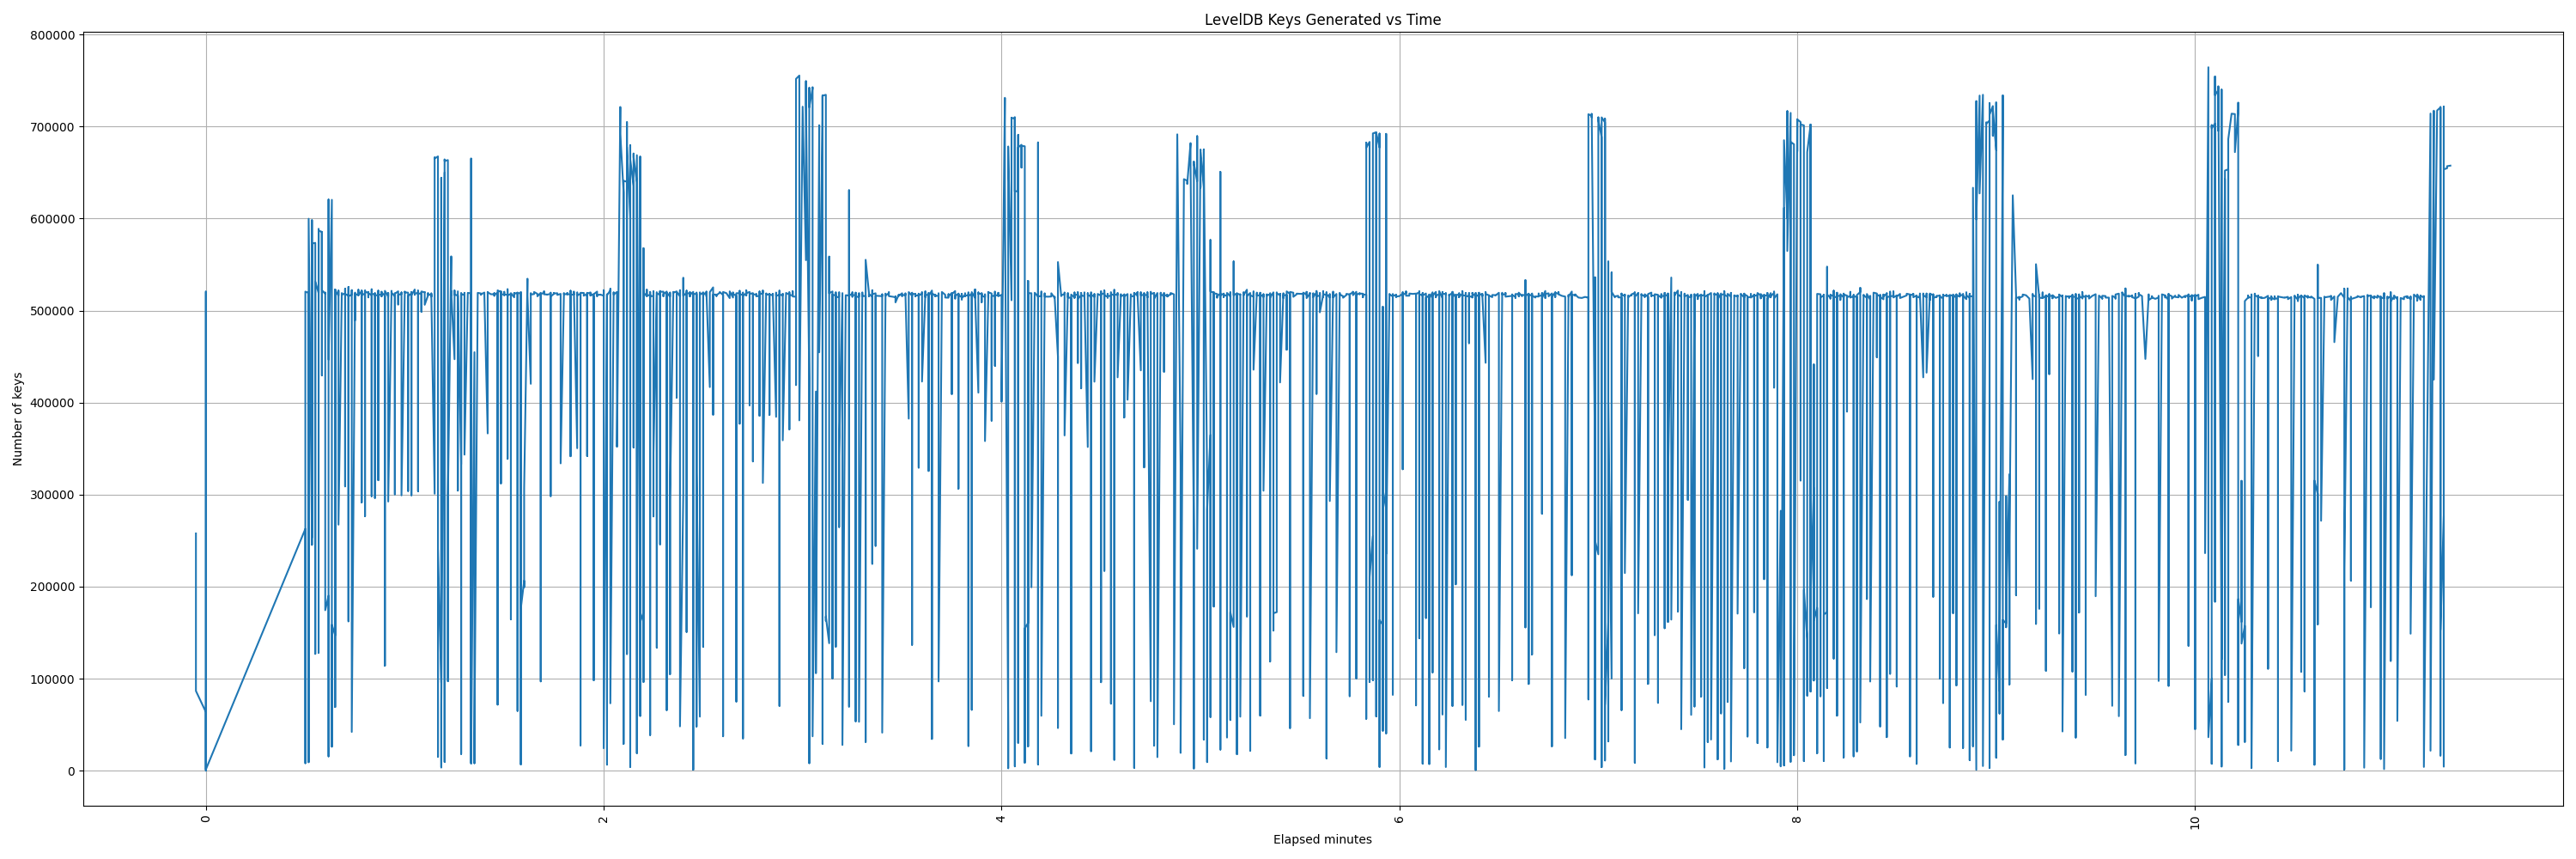 LevelDB Keys Generated vs Time
800000
700000
600000
500000
400000
300000
200000
100000
0
Number of keys
0 2 4 6 8 10
Elapsed minutes